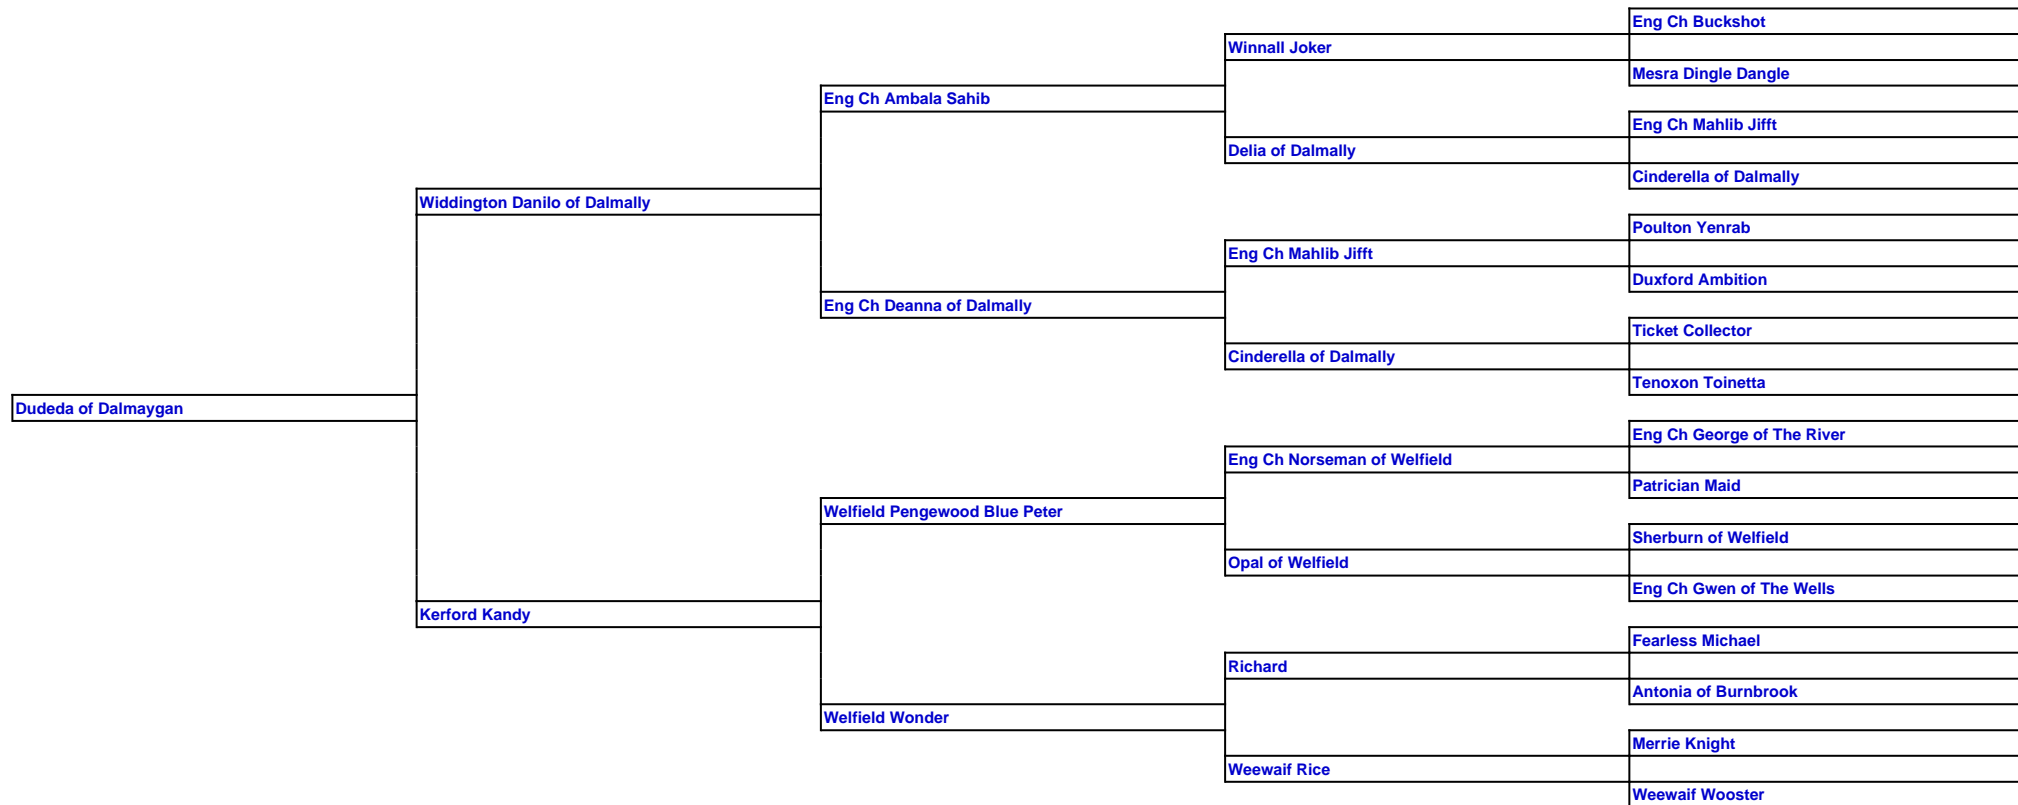 Eng Ch Buckshot
Winnall Joker
Mesra Dingle Dangle
Eng Ch Ambala Sahib
Eng Ch Mahlib Jifft
Delia of Dalmally
Cinderella of Dalmally
Widdington Danilo of Dalmally
Poulton Yenrab
Eng Ch Mahlib Jifft
Duxford Ambition
Eng Ch Deanna of Dalmally
Ticket Collector
Cinderella of Dalmally
Tenoxon Toinetta
Dudeda of Dalmaygan
Eng Ch George of The River
Eng Ch Norseman of Welfield
Patrician Maid
Welfield Pengewood Blue Peter
Sherburn of Welfield
Opal of Welfield
Eng Ch Gwen of The Wells
Kerford Kandy
Fearless Michael
Richard
Antonia of Burnbrook
Welfield Wonder
Merrie Knight
Weewaif Rice
Weewaif Wooster